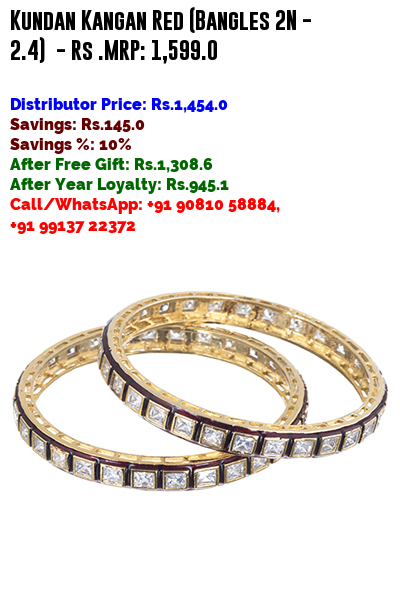 Kundan Kangan Red (Bangles 2N -
2.4) - Rs .MRP: 1,599.0
Distributor Price: Rs.1,454.0
Savings: Rs.145.0
Savings %: 10%
After Free Gift: Rs.1,308.6
After Year Loyalty: Rs.945.1
Call/WhatsApp: +91 90810 58884,
+91 99137 22372